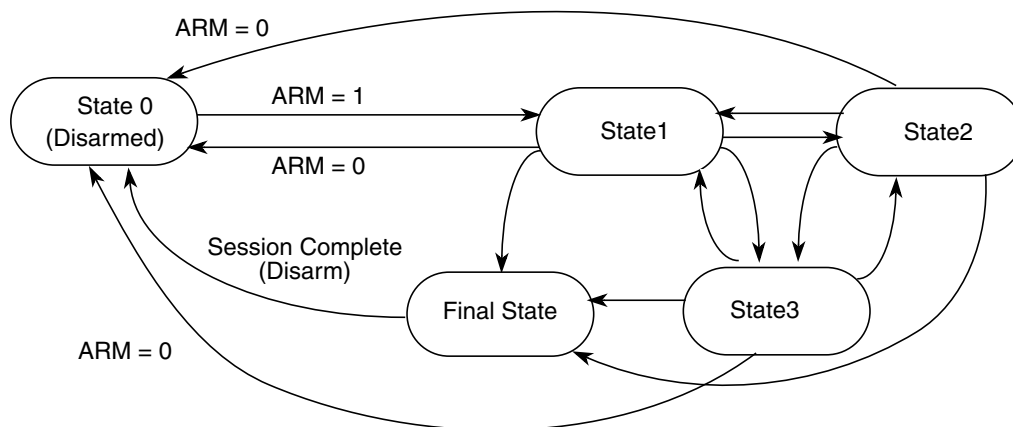 ARM = 0
State 0
(Disarmed)
ARM = 1
ARM = 0
State1
State2
Session Complete
(Disarm)
Final State
State3
ARM = 0